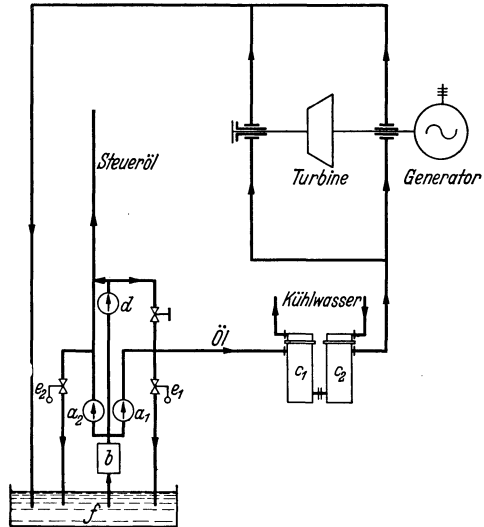 Steueröl
Turbine
Generator
d
Kühlwasser
Öl
c1
c2
e2
a2
a1
e1
b
f